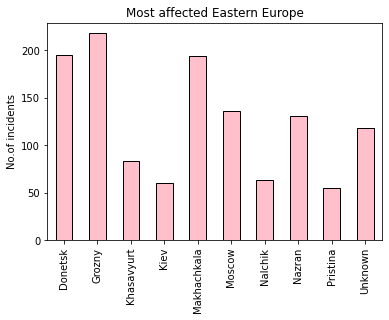 Most affected Eastern Europe
No.of incidents
200
150
100
50
0
Donetsk
Grozny
Khasavyurt
Kiev
Makhachkala
Moscow
Nalchik
Nazran
Pristina
Unknown